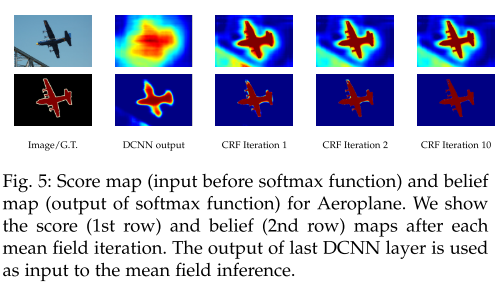 Image/G.T. DCNN output CRF Iteration 1 CRF Iteration 2 CRF Iteration 10
Fig. 5: Score map (input before softmax function) and belief
map (output of softmax function) for Aeroplane. We show
the score (1st row) and belief (2nd row) maps after each
mean field iteration. The output of last DCNN layer is used
as input to the mean field inference.